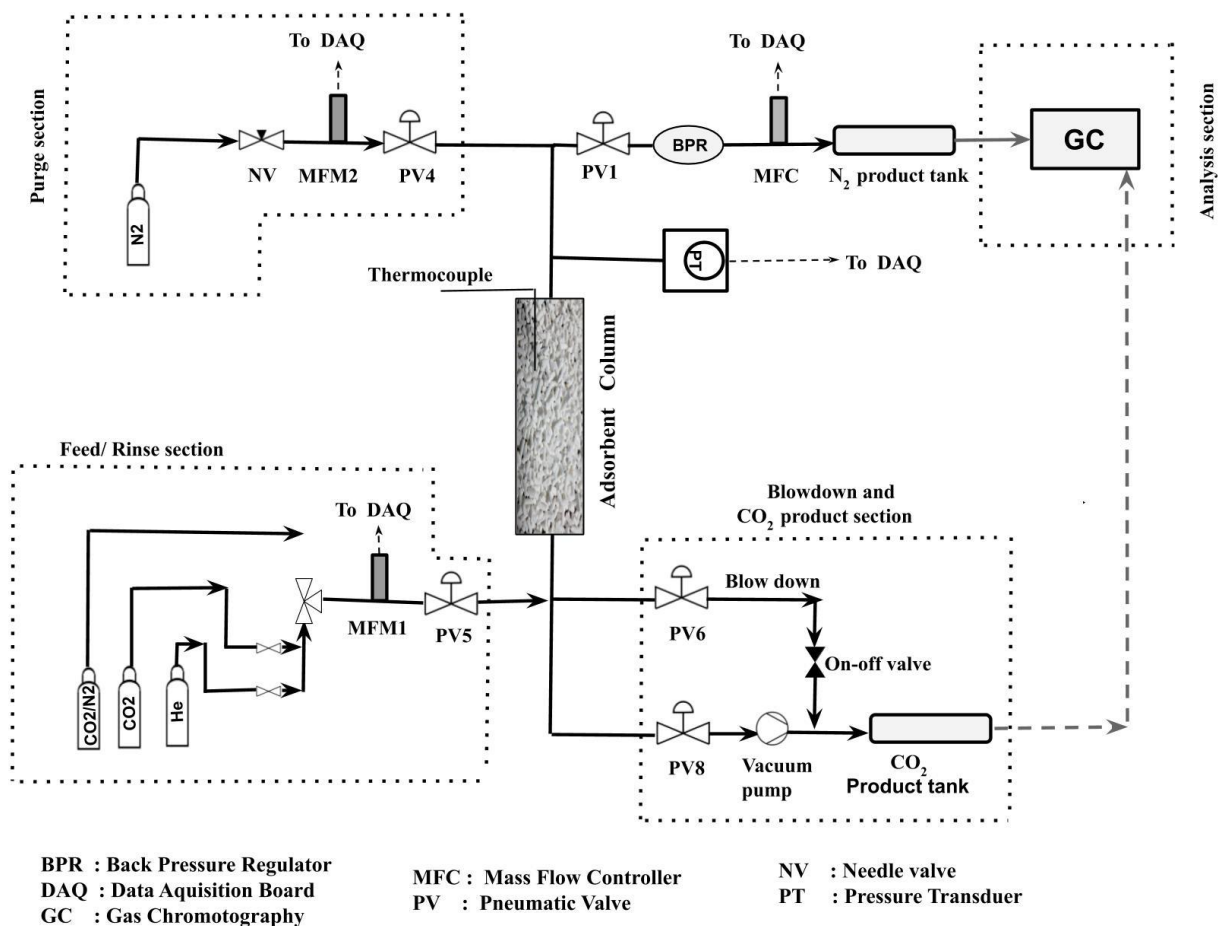 To DAQ
To DAQ
Purge section
NV
MFM2
PV4
N2
PV1
BPR
MFC
N2 product tank
GC
Analysis section
PT
To DAQ
Thermocouple
Adsorbent Column
Feed/ Rinse section
To DAQ
MFM1
PV5
CO2/N2
CO2
He
Blowdown and
CO2 product section
PV6
Blow down
On-off valve
PV8
Vacuum
pump
CO2
Product tank
BPR : Back Pressure Regulator
DAQ : Data Aquisition Board
GC : Gas Chromotography
MFC : Mass Flow Controller
PV : Pneumatic Valve
NV : Needle valve
PT : Pressure Transduer